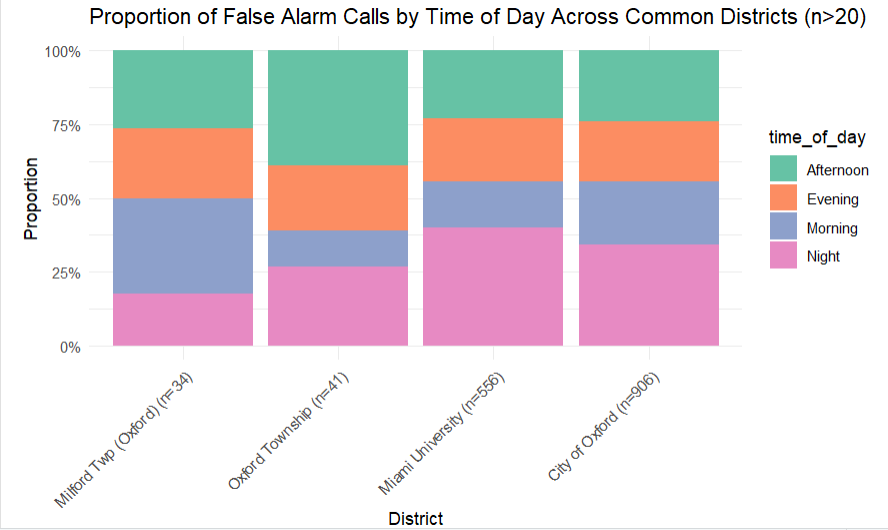 Proportion of False Alarm Calls by Time of Day Across Common Districts (n>20)
100%
75%
50%
25%
0%
Proportion
Milford Twp (Oxford) (n=34)
Oxford Township (n=41)
Miami University (n=556)
City of Oxford (n=906)
District
time_of_day
Afternoon
Evening
Morning
Night